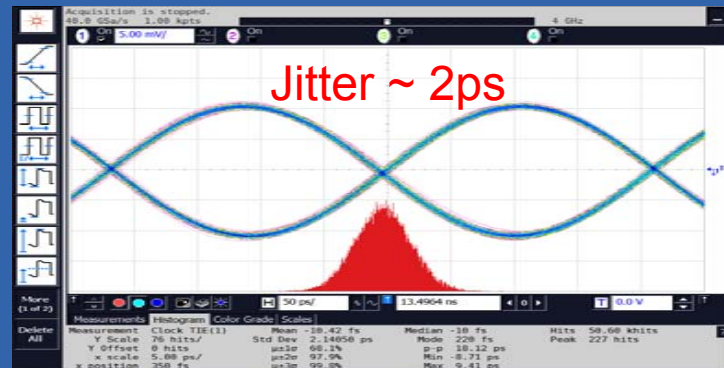 Acquisition is stopped.
40.0 GSa/s 1.00 kpts 4 GHz
1 On 5.00 mV/ 2 On 3 On 4 On
Jitter ~ 2ps
More
(1 of 2)
Delete
All
H 50 ps/ 13.4964 ns 0 T 0.0 V
Measurements Histogram Color Grade Scales
Measurement Clock TIE(1) Mean -10.42 fs Median -10 fs Hits 50.60 khits
Y Scale 76 hits/ Std Dev 2.14050 ps Mode 220 fs Peak 227 hits
Y Offset 0 hits μ±1σ 68.1% p-p 18.12 ps
x scale 5.00 ps/ μ±2σ 97.9% Min -8.71 ps
x position 350 fs μ±3σ 99.8% Max 9.41 ps